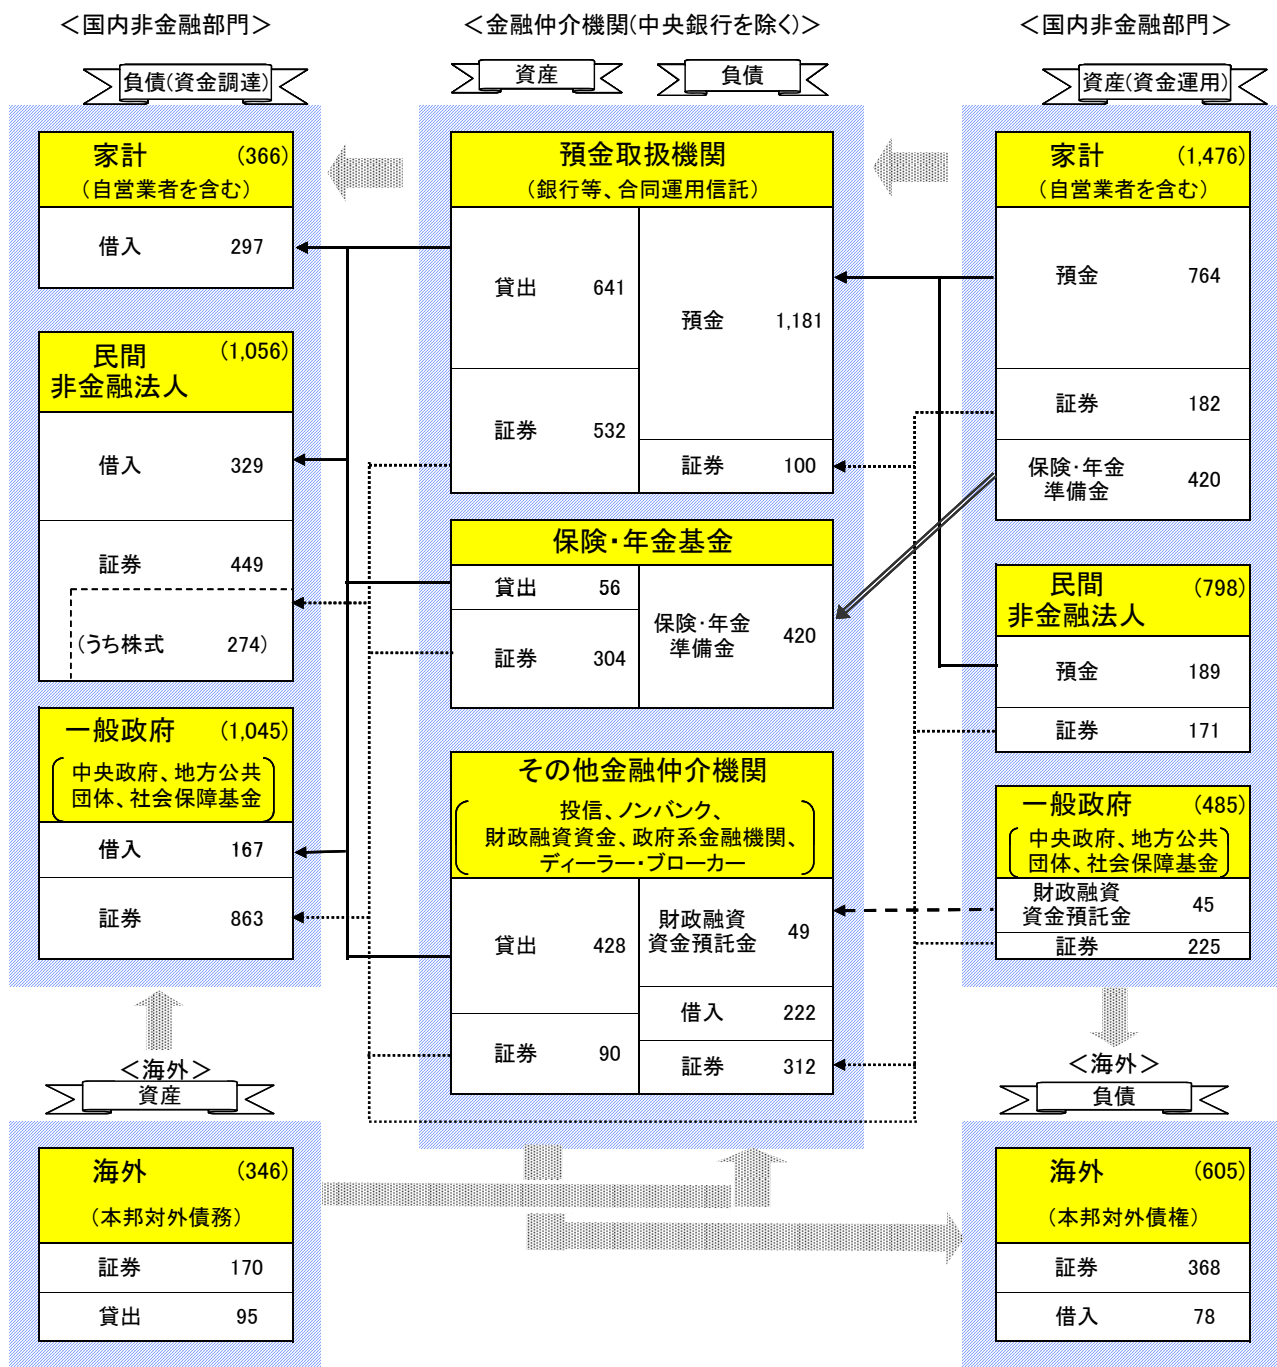 ＜国内非金融部門＞
負債(資金調達)
家計 (366)
（自営業者を含む）
借入 297
民間 (1,056)
非金融法人
借入 329
証券 449
(うち株式 274)
一般政府 (1,045)
中央政府、地方公共
団体、社会保障基金
借入 167
証券 863
＜海外＞
資産
海外 (346)
（本邦対外債務）
証券 170
貸出 95
＜金融仲介機関(中央銀行を除く)＞
資産
負債
預金取扱機関
（銀行等、合同運用信託）
貸出 641
証券 532
預金 1,181
証券 100
保険・年金基金
貸出 56
証券 304
保険・年金
準備金 420
その他金融仲介機関
投信、ノンバンク、
財政融資資金、政府系金融機関、
ディーラー・ブローカー
貸出 428
証券 90
財政融資
資金預託金 49
借入 222
証券 312
＜国内非金融部門＞
資産(資金運用)
家計 (1,476)
（自営業者を含む）
預金 764
証券 182
保険・年金
準備金 420
民間 (798)
非金融法人
預金 189
証券 171
一般政府 (485)
中央政府、地方公共
団体、社会保障基金
財政融資
資金預託金 45
証券 225
＜海外＞
負債
海外 (605)
（本邦対外債権）
証券 368
借入 78